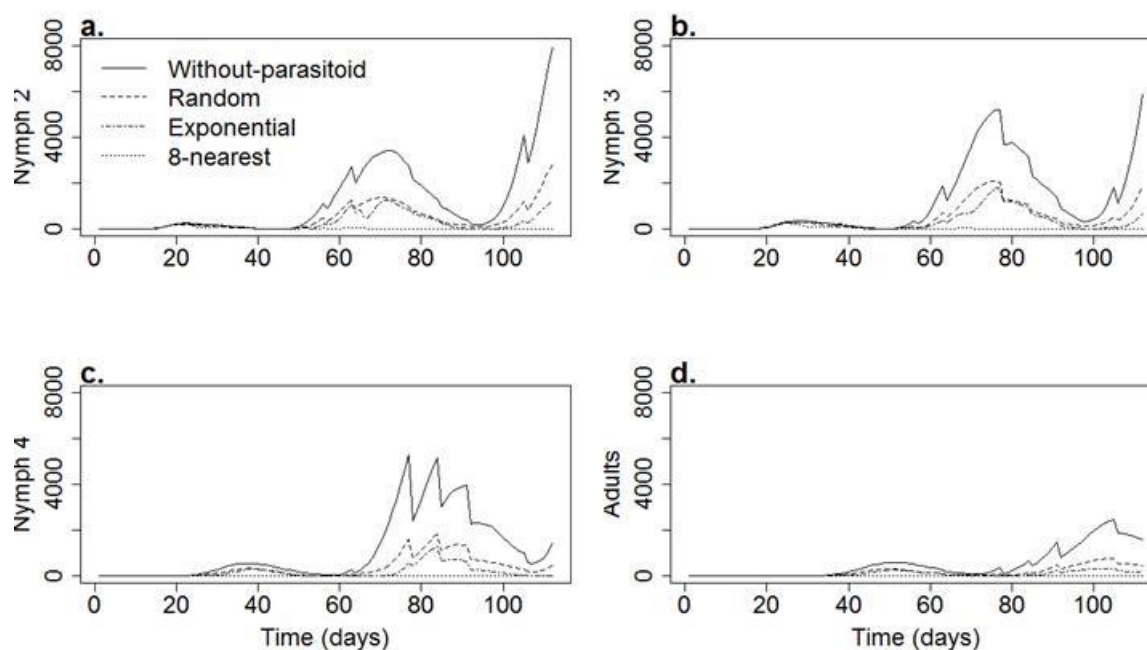 a.
8000
4000
0
Nymph 2
Without-parasitoid
Random
Exponential
8-nearest
0 20 40 60 80 100
b.
8000
4000
0
Nymph 3
0 20 40 60 80 100
c.
8000
4000
0
Nymph 4
0 20 40 60 80 100
Time (days)
d.
8000
4000
0
Adults
0 20 40 60 80 100
Time (days)